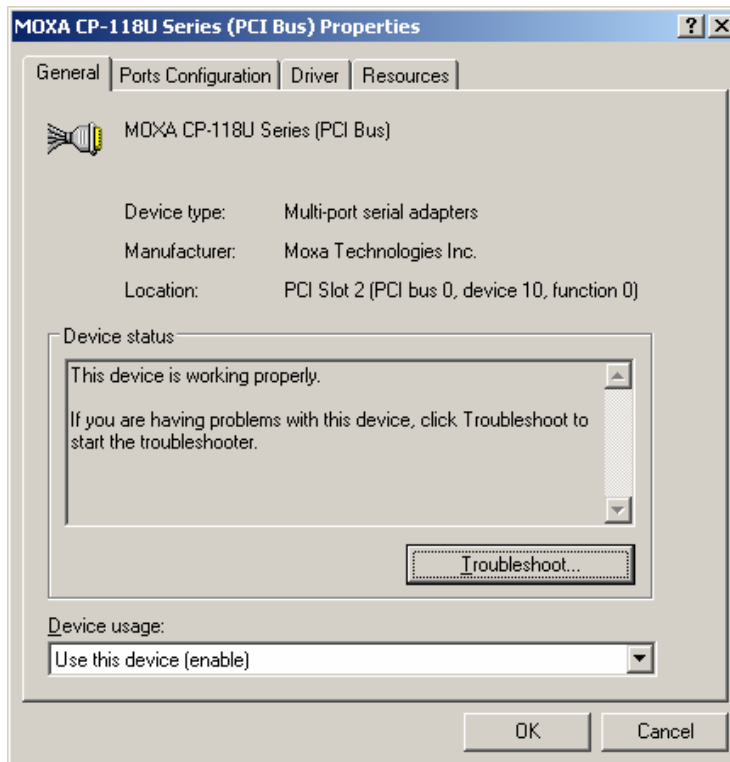 MOXA CP-118U Series (PCI Bus) Properties
General Ports Configuration Driver Resources
MOXA CP-118U Series (PCI Bus)
Device type: Multi-port serial adapters
Manufacturer: Moxa Technologies Inc.
Location: PCI Slot 2 (PCI bus 0, device 10, function 0)
Device status
This device is working properly.
If you are having problems with this device, click Troubleshoot to
start the troubleshooter.
Troubleshoot...
Device usage:
Use this device (enable)
OK Cancel